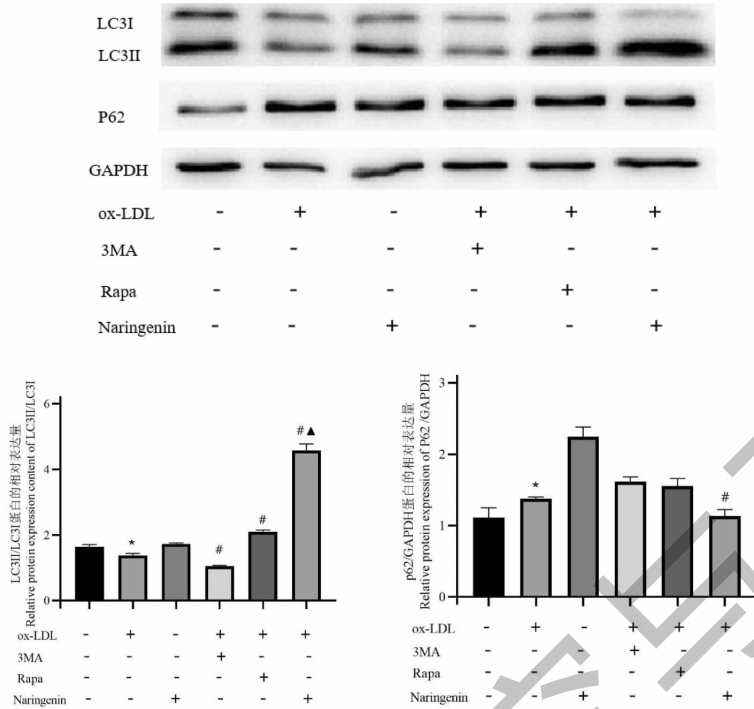 LC3I
LC3II
P62
GAPDH
ox-LDL - + - + + +
3MA - - - + - -
Rapa - - - - + -
Naringenin - - + - - +
LC3II/LC3I蛋白的相对表达量
Relative protein expression content of LC3II/LC3I
6
4
2
0
*
#
#
#▲
ox-LDL - + - + + +
3MA - - - + - -
Rapa - - - - + -
Naringenin - - + - - +
p62/GAPDH蛋白的相对表达量
Relative protein expression of P62 /GAPDH
3
2
1
0
*
#
ox-LDL - + - + + +
3MA - - - + - -
Rapa - - - - + -
Naringenin - - + - - +